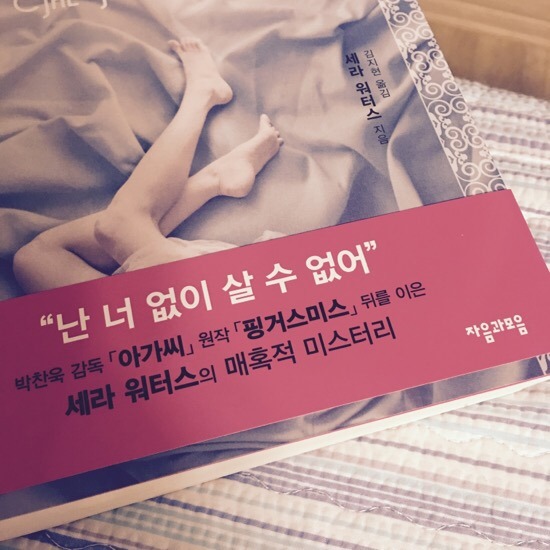 세라 워터스 지음
김지현 옮김
“난 너 없이 살 수 없어”
박찬욱 감독 「아가씨」 원작 「핑거스미스」 뒤를 이은
세라 워터스의 매혹적 미스터리
자음과모음